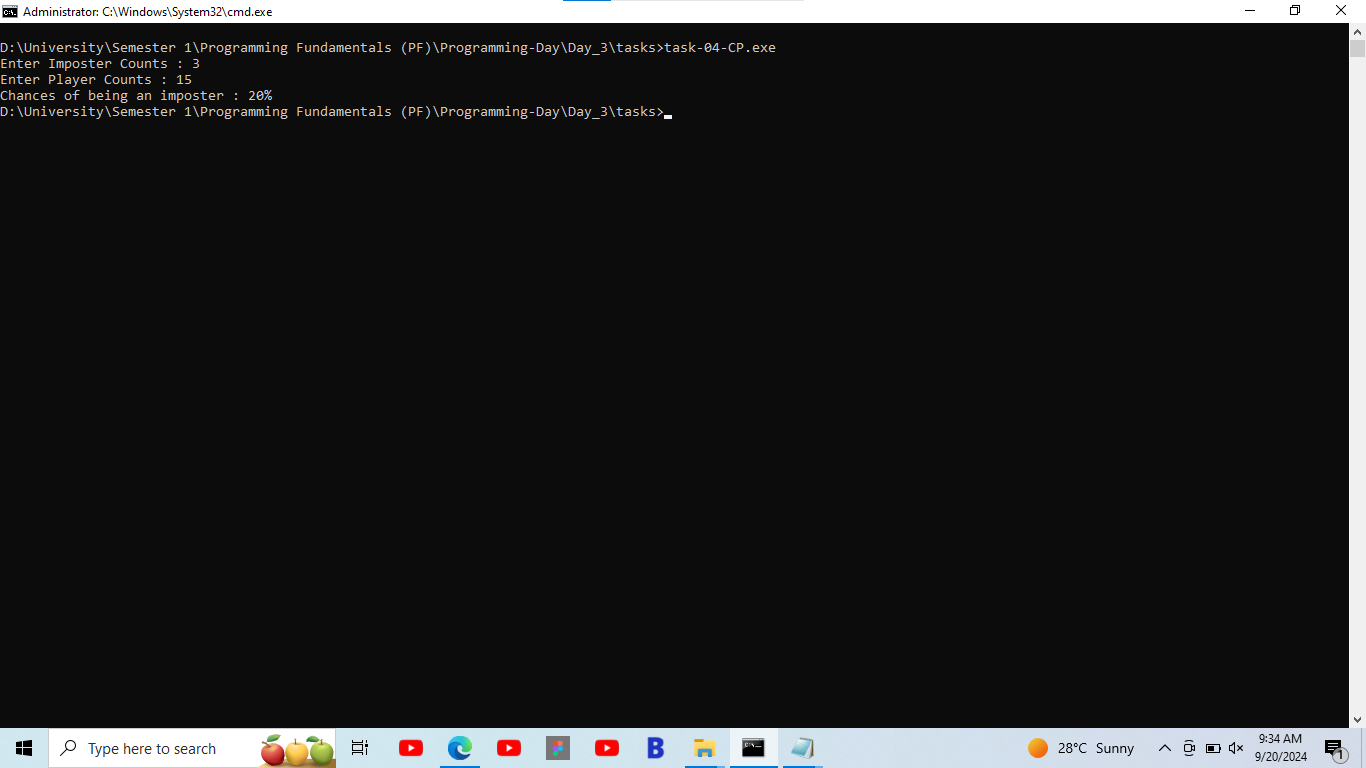 Administrator: C:\Windows\System32\cmd.exe
D:\University\Semester 1\Programming Fundamentals (PF)\Programming-Day\Day_3\tasks>task-04-CP.exe
Enter Imposter Counts : 3
Enter Player Counts : 15
Chances of being an imposter : 20%
D:\University\Semester 1\Programming Fundamentals (PF)\Programming-Day\Day_3\tasks>
Type here to search
B
28°C Sunny
9:34 AM
9/20/2024
1